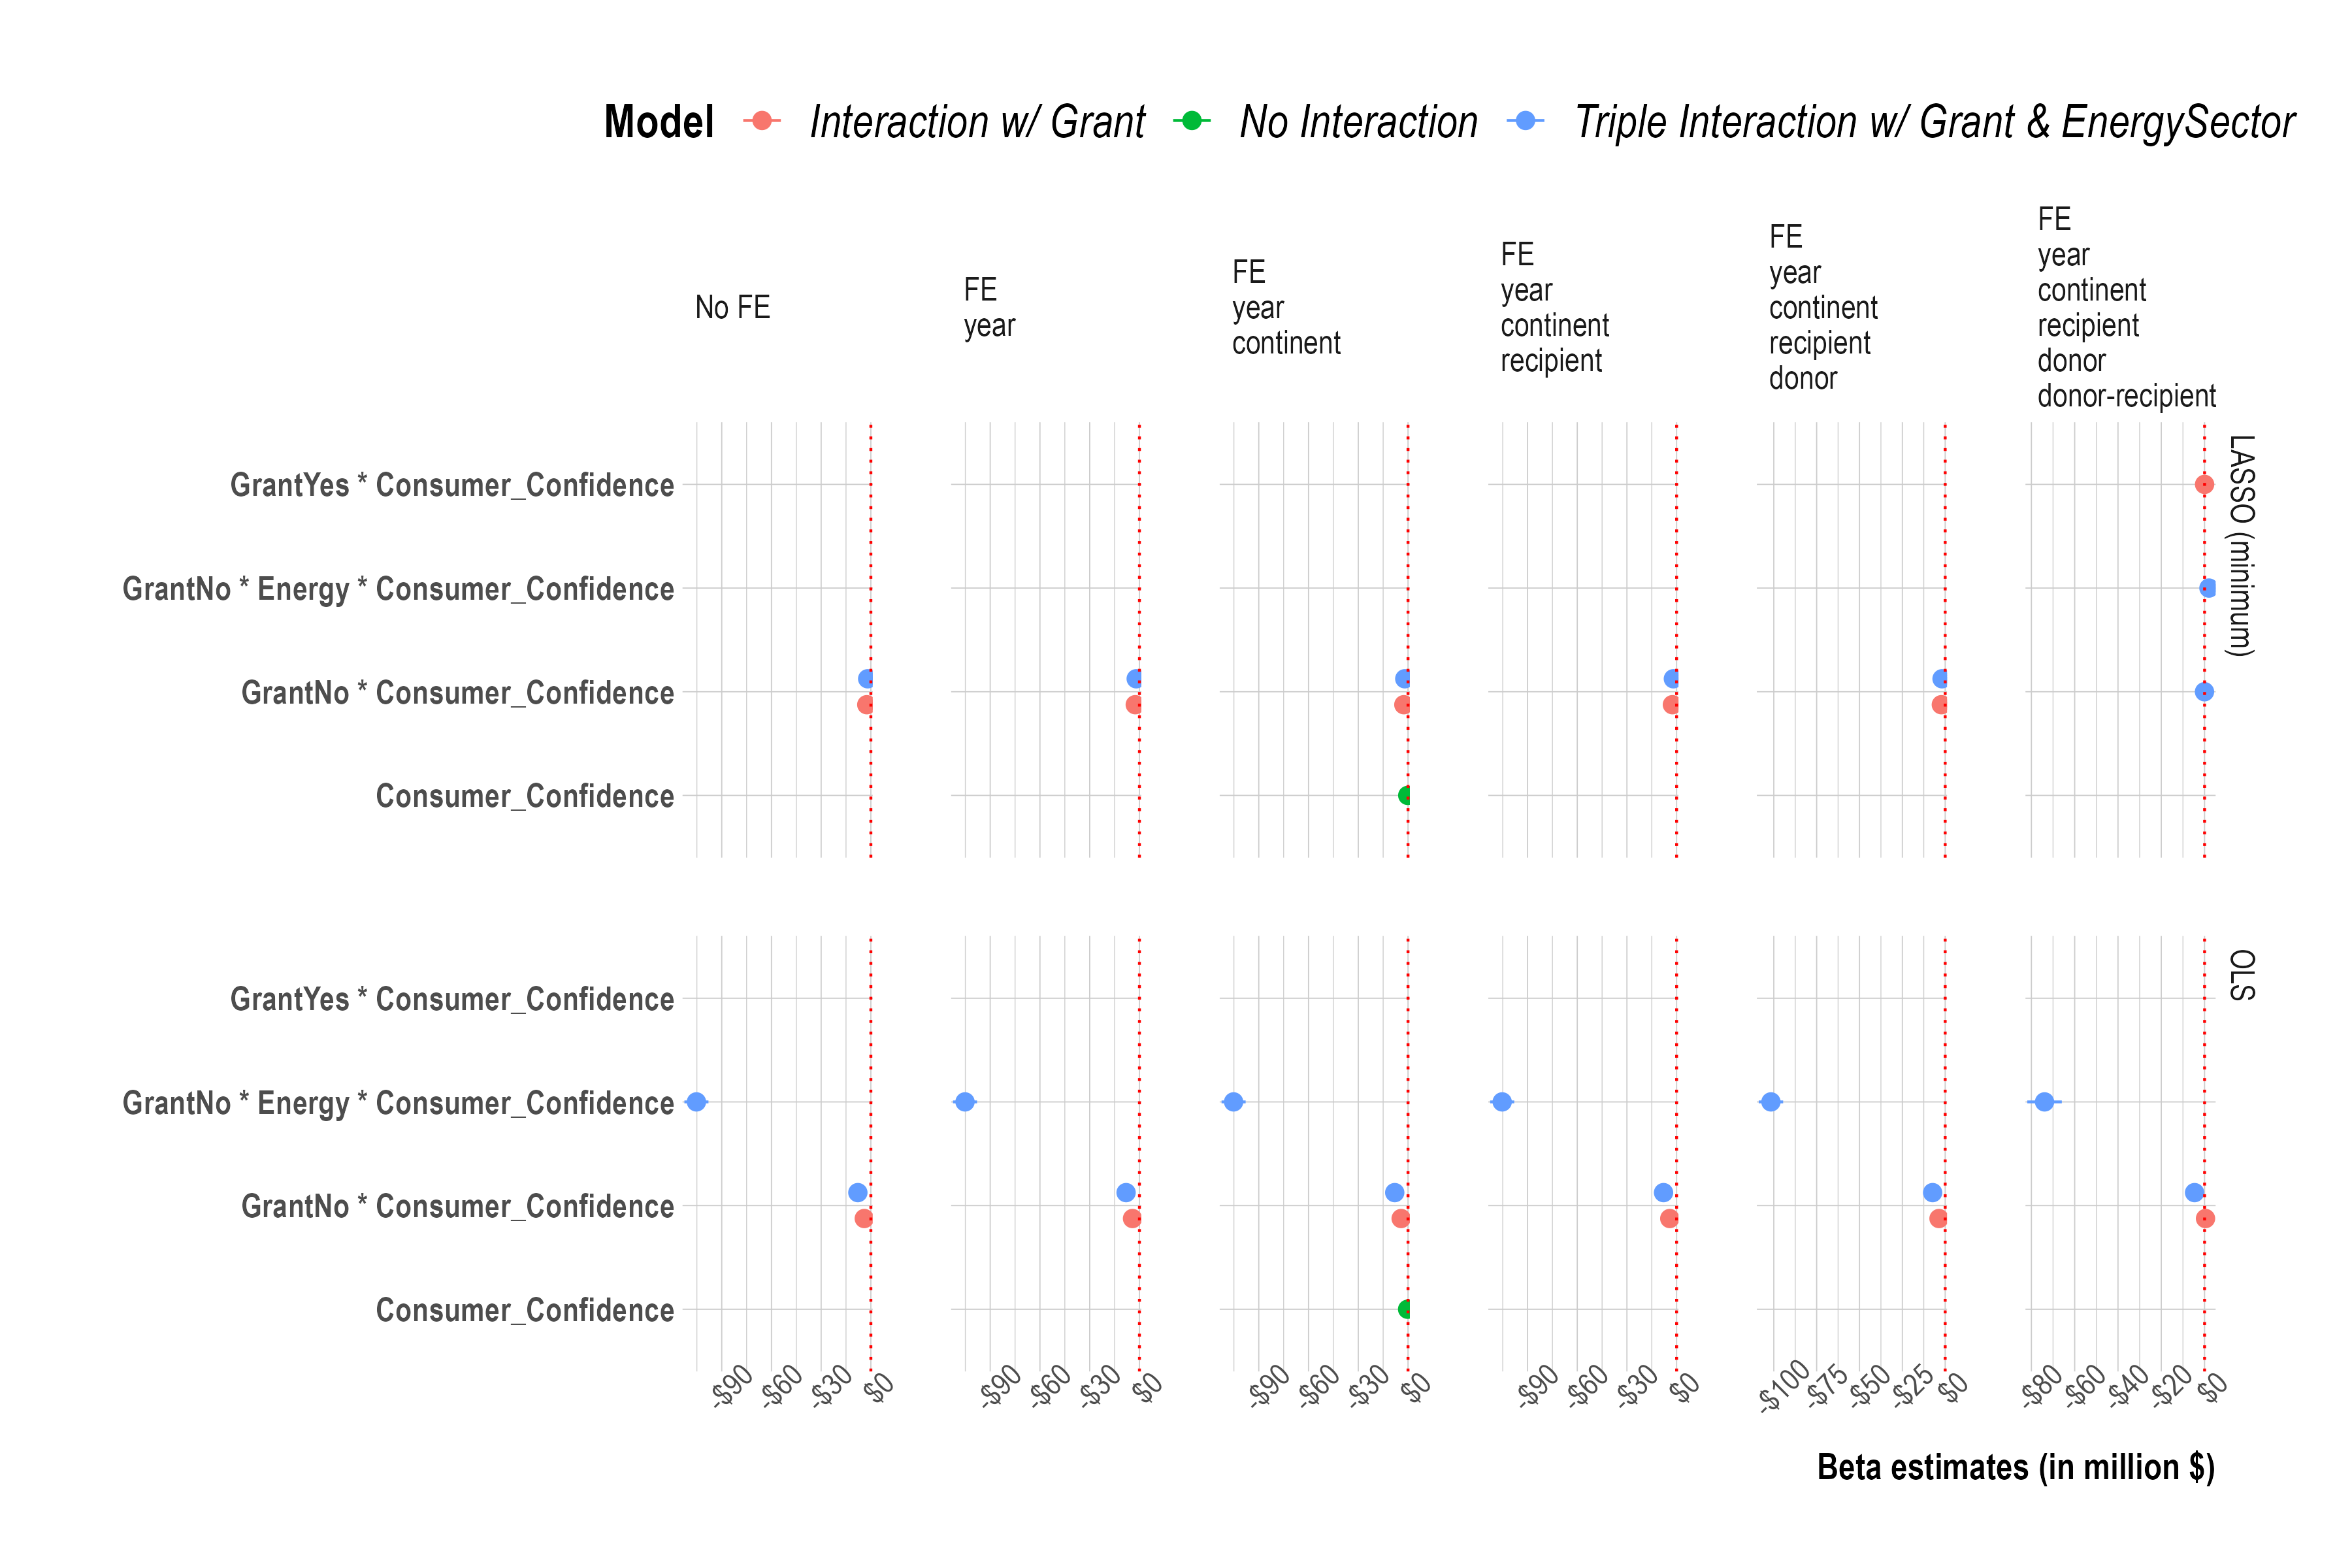 Model Interaction w/ Grant No Interaction Triple Interaction w/ Grant & EnergySector
No FE
FE
year
FE
year
continent
FE
year
continent
recipient
FE
year
continent
recipient
donor
FE
year
continent
recipient
donor
donor-recipient
LASSO (minimum)
GrantYes * Consumer_Confidence
GrantNo * Energy * Consumer_Confidence
GrantNo * Consumer_Confidence
Consumer_Confidence
OLS
GrantYes * Consumer_Confidence
GrantNo * Energy * Consumer_Confidence
GrantNo * Consumer_Confidence
Consumer_Confidence
-$90 -$60 -$30 $0
-$90 -$60 -$30 $0
-$90 -$60 -$30 $0
-$90 -$60 -$30 $0
-$100 -$75 -$50 -$25 $0
-$80 -$60 -$40 -$20 $0
Beta estimates (in million $)